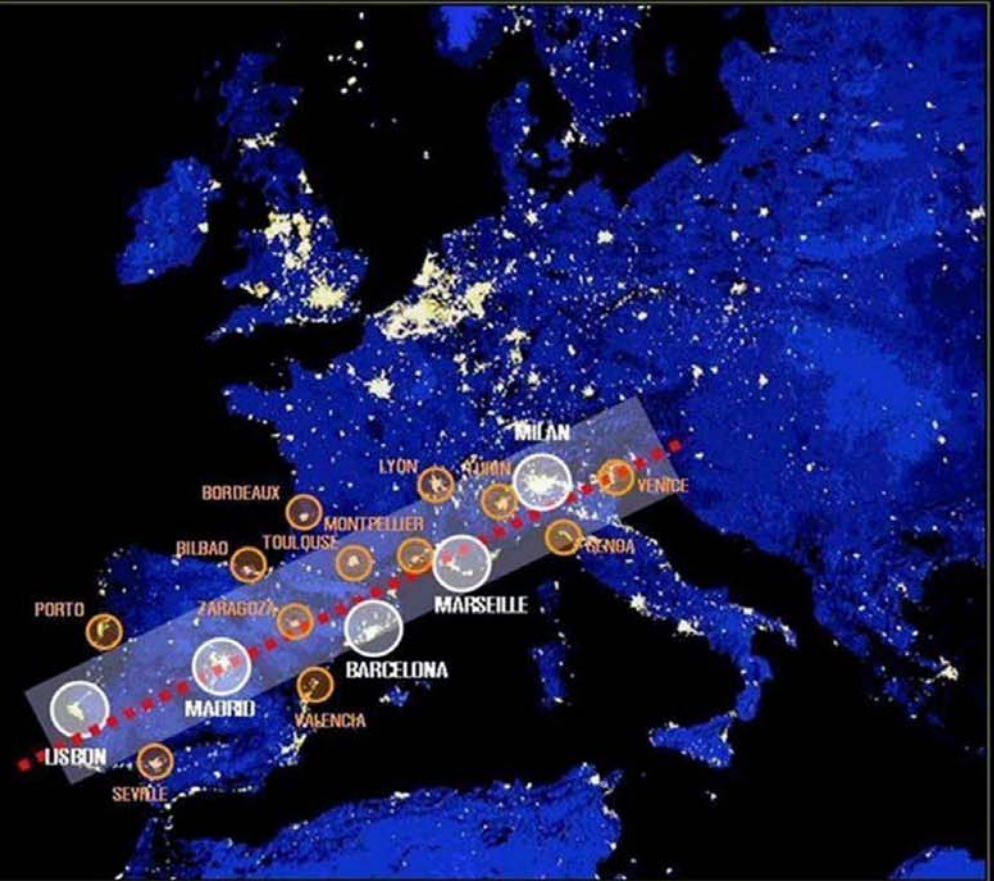 MILAN
LYON
TURIN
VENICE
BORDEAUX
MONTPELLIER
BILBAO
TOULOUSE
GENOA
PORTO
ZARAGOZA
MARSEILLE
BARCELONA
MADRID
VALENCIA
LISBON
SEVILLE